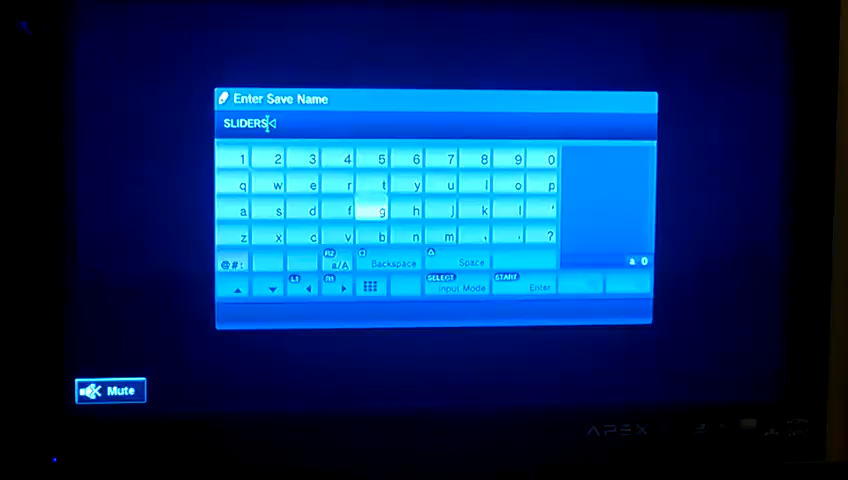 Enter Save Name
SLIDERS
1 2 3 4 5 6 7 8 9 0
q w e r t y u i o p
a s d f g h j k l '
z x c v b n m , . ?
@#: R2 a/A Backspace Space
a 0
L1 R1 SELECT Input Mode START Enter
Mute
APEX